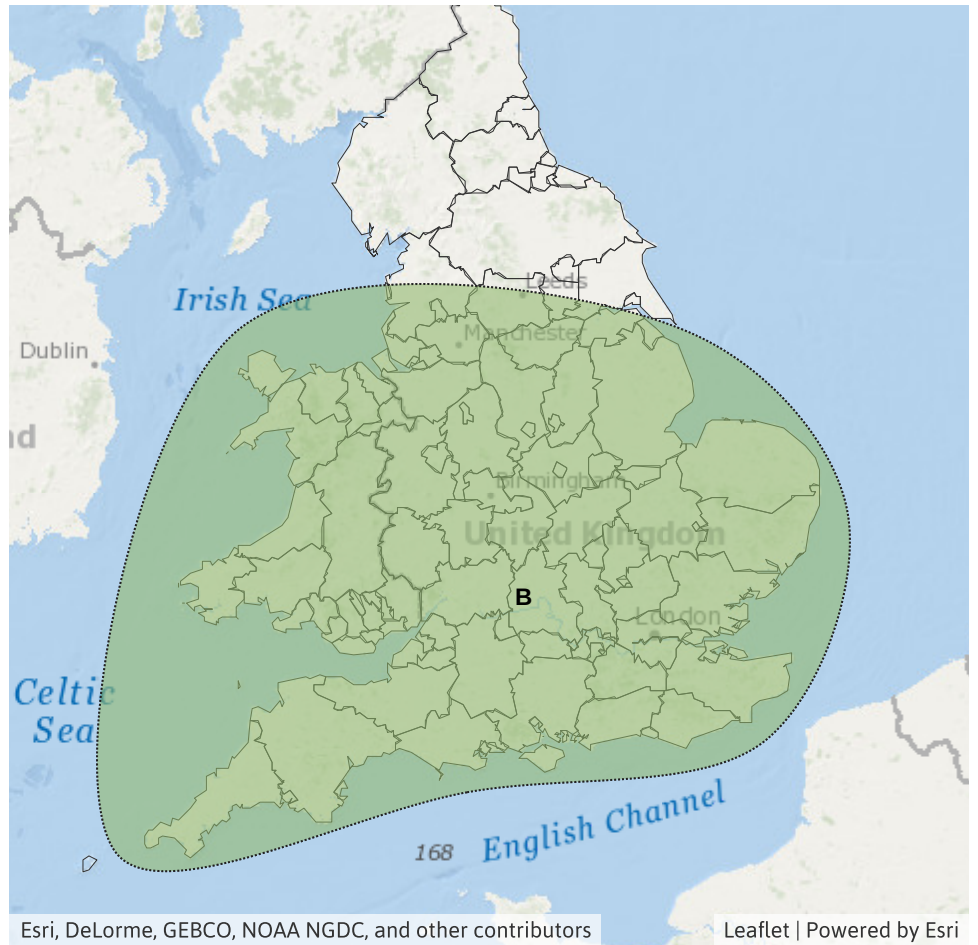 Leeds
Irish Sea
Manchester
Dublin
nd
Birmingham
United Kingdom
B
London
Celtic
Sea
English Channel
168
Esri, DeLorme, GEBCO, NOAA NGDC, and other contributors
Leaflet | Powered by Esri